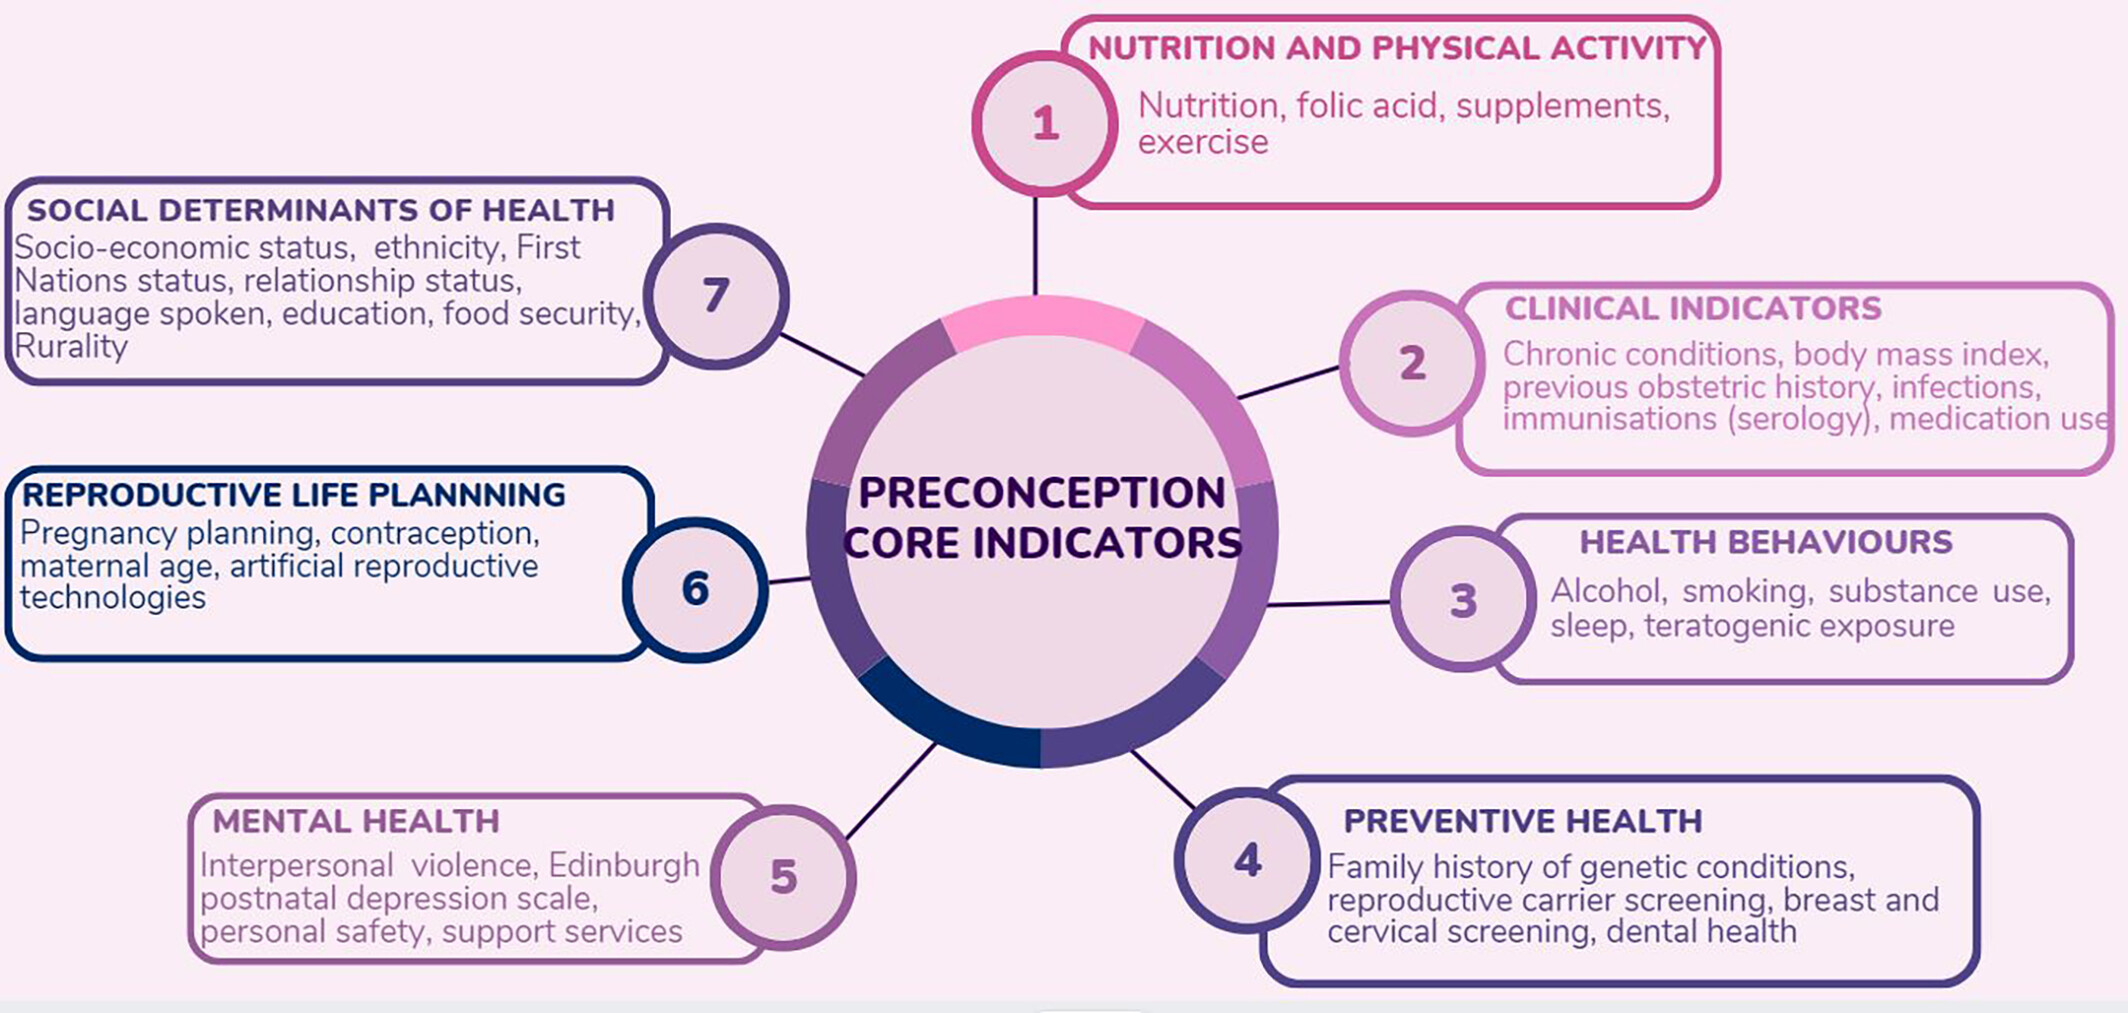 1
NUTRITION AND PHYSICAL ACTIVITY
Nutrition, folic acid, supplements,
exercise
2
CLINICAL INDICATORS
Chronic conditions, body mass index,
previous obstetric history, infections,
immunisations (serology), medication use
3
HEALTH BEHAVIOURS
Alcohol, smoking, substance use,
sleep, teratogenic exposure
4
PREVENTIVE HEALTH
Family history of genetic conditions,
reproductive carrier screening, breast and
cervical screening, dental health
5
MENTAL HEALTH
Interpersonal violence, Edinburgh
postnatal depression scale,
personal safety, support services
6
REPRODUCTIVE LIFE PLANNNING
Pregnancy planning, contraception,
maternal age, artificial reproductive
technologies
7
SOCIAL DETERMINANTS OF HEALTH
Socio-economic status, ethnicity, First
Nations status, relationship status,
language spoken, education, food security,
Rurality
PRECONCEPTION
CORE INDICATORS